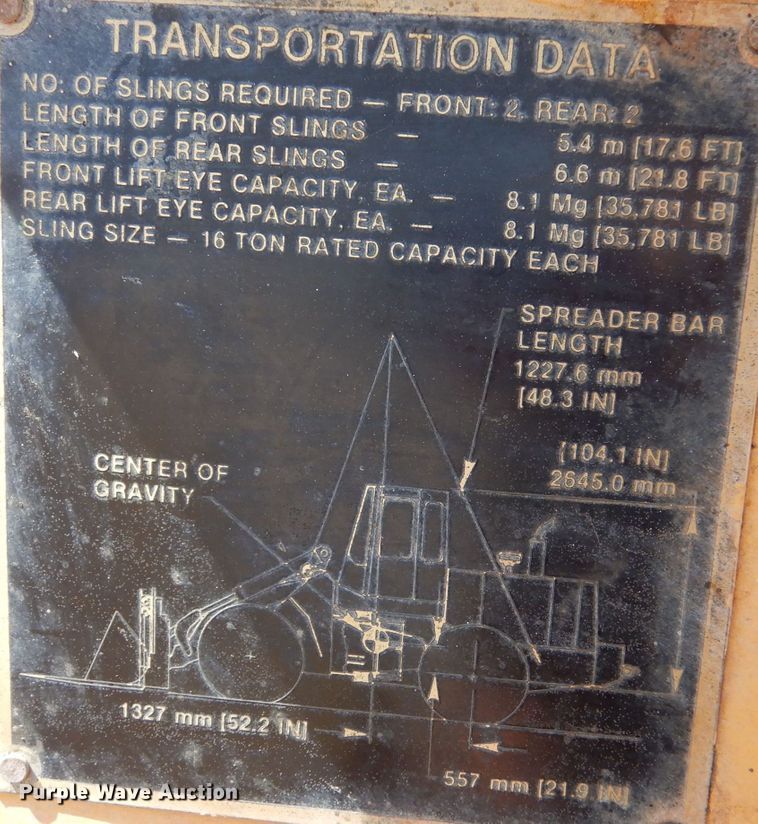 TRANSPORTATION DATA
NO: OF SLINGS REQUIRED — FRONT: 2, REAR: 2
LENGTH OF FRONT SLINGS — 5.4 m [17.6 FT]
LENGTH OF REAR SLINGS — 6.6 m [21.8 FT]
FRONT LIFT EYE CAPACITY, EA. — 8.1 Mg [35,781 LB]
REAR LIFT EYE CAPACITY, EA. — 8.1 Mg [35,781 LB]
SLING SIZE — 16 TON RATED CAPACITY EACH
SPREADER BAR
LENGTH
1227.6 mm
[48.3 IN]
[104.1 IN]
2645.0 mm
CENTER OF
GRAVITY
1327 mm [52.2 IN]
557 mm [21.9 IN]
Purple Wave Auction